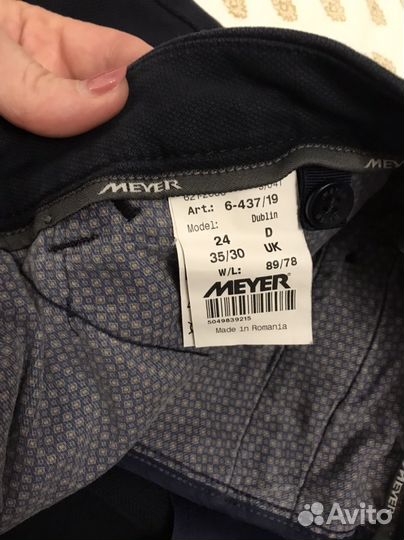 MEYER
Art.: 6-437/19
Model: Dublin
24 D
35/30 UK
W/L: 89/78
MEYER
5049839215
Made in Romania
MEYER
Avito